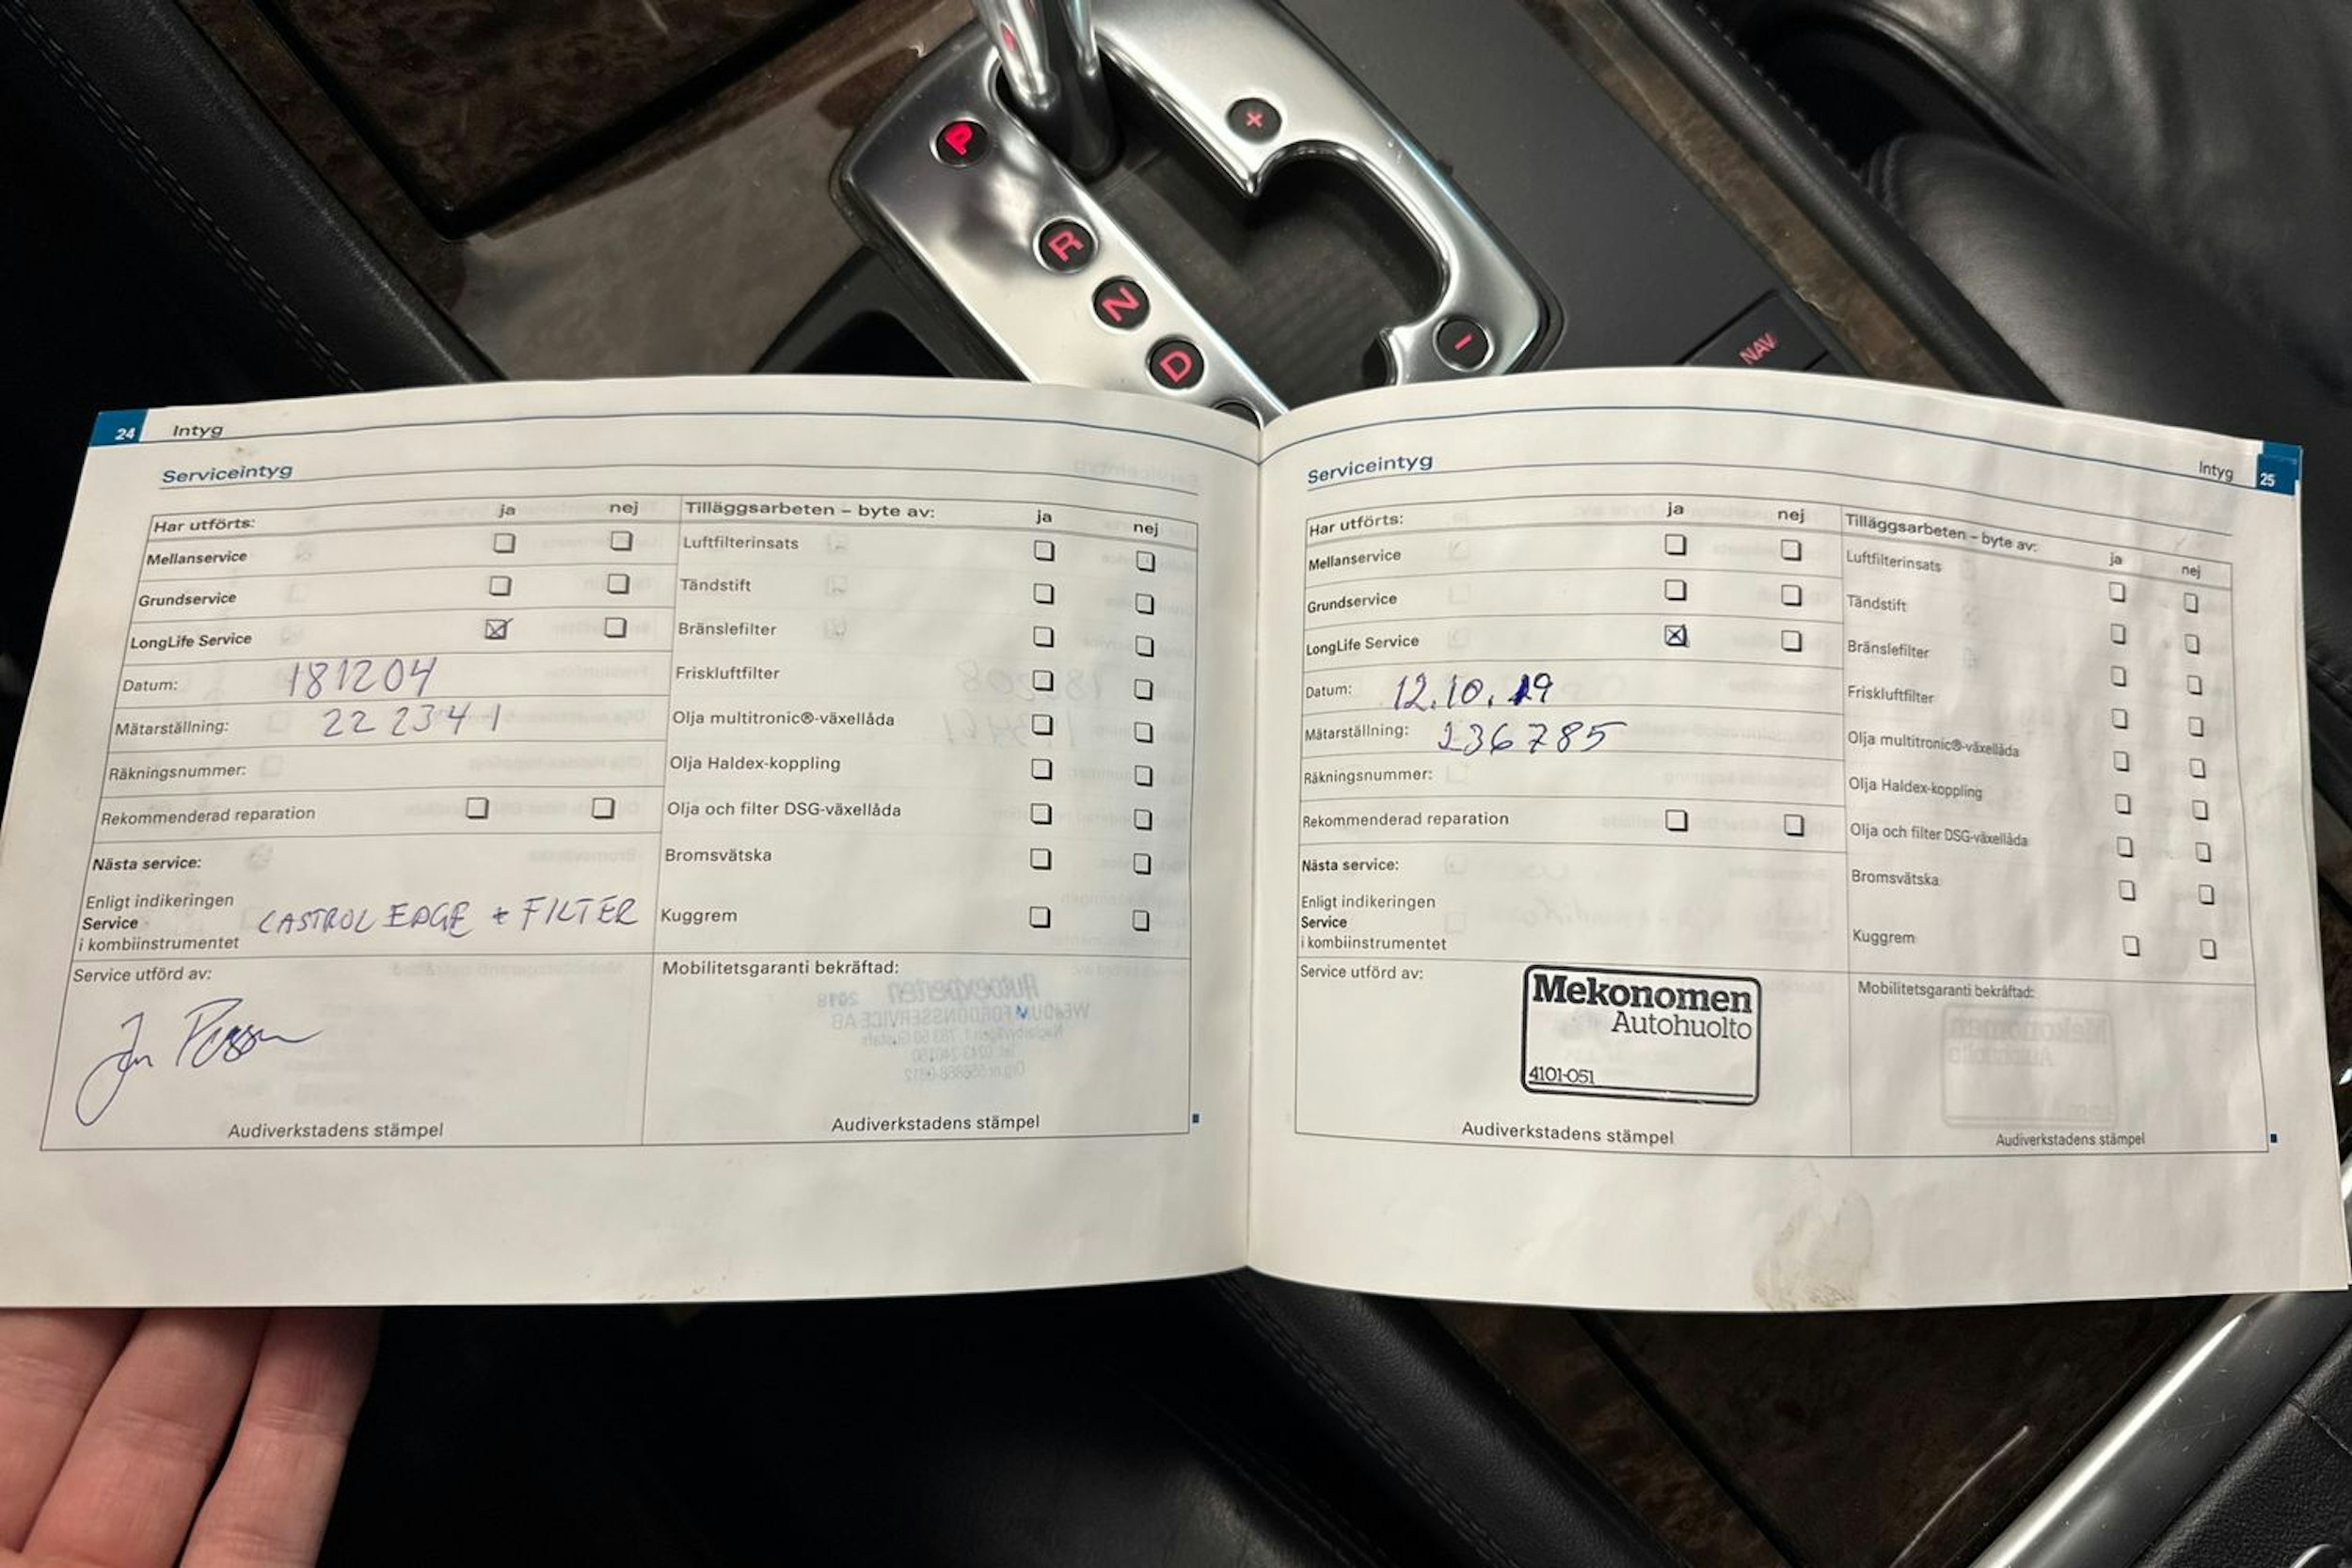 P
R
N
D
+
−
NAV
24 Intyg
Serviceintyg
Har utförts: ja nej
Mellanservice
Grundservice
LongLife Service
Datum: 181204
Mätarställning: 222341
Räkningsnummer:
Rekommenderad reparation
Nästa service:
Enligt indikeringen
Service
i kombiinstrumentet
CASTROL EDGE + FILTER
Service utförd av:
Audiverkstadens stämpel
Tilläggsarbeten – byte av: ja nej
Luftfilterinsats
Tändstift
Bränslefilter
Friskluftfilter
Olja multitronic®-växellåda
Olja Haldex-koppling
Olja och filter DSG-växellåda
Bromsvätska
Kuggrem
Mobilitetsgaranti bekräftad:
Audiverkstadens stämpel
Intyg 25
Serviceintyg
Har utförts: ja nej
Mellanservice
Grundservice
LongLife Service
Datum: 12.10.19
Mätarställning: 236785
Räkningsnummer:
Rekommenderad reparation
Nästa service:
Enligt indikeringen
Service
i kombiinstrumentet
Service utförd av:
Mekonomen
Autohuolto
4101-051
Audiverkstadens stämpel
Tilläggsarbeten – byte av: ja nej
Luftfilterinsats
Tändstift
Bränslefilter
Friskluftfilter
Olja multitronic®-växellåda
Olja Haldex-koppling
Olja och filter DSG-växellåda
Bromsvätska
Kuggrem
Mobilitetsgaranti bekräftad:
Audiverkstadens stämpel